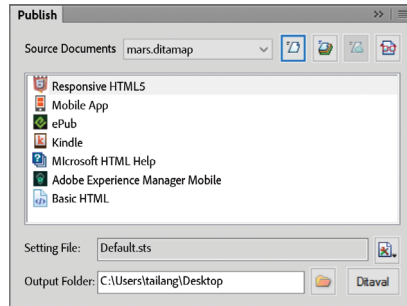 Publish
Source Documents mars.ditamap
Responsive HTML5
Mobile App
ePub
Kindle
MIcrosoft HTML Help
Adobe Experience Manager Mobile
Basic HTML
Setting File: Default.sts
Output Folder: C:\Users\tailang\Desktop Ditaval